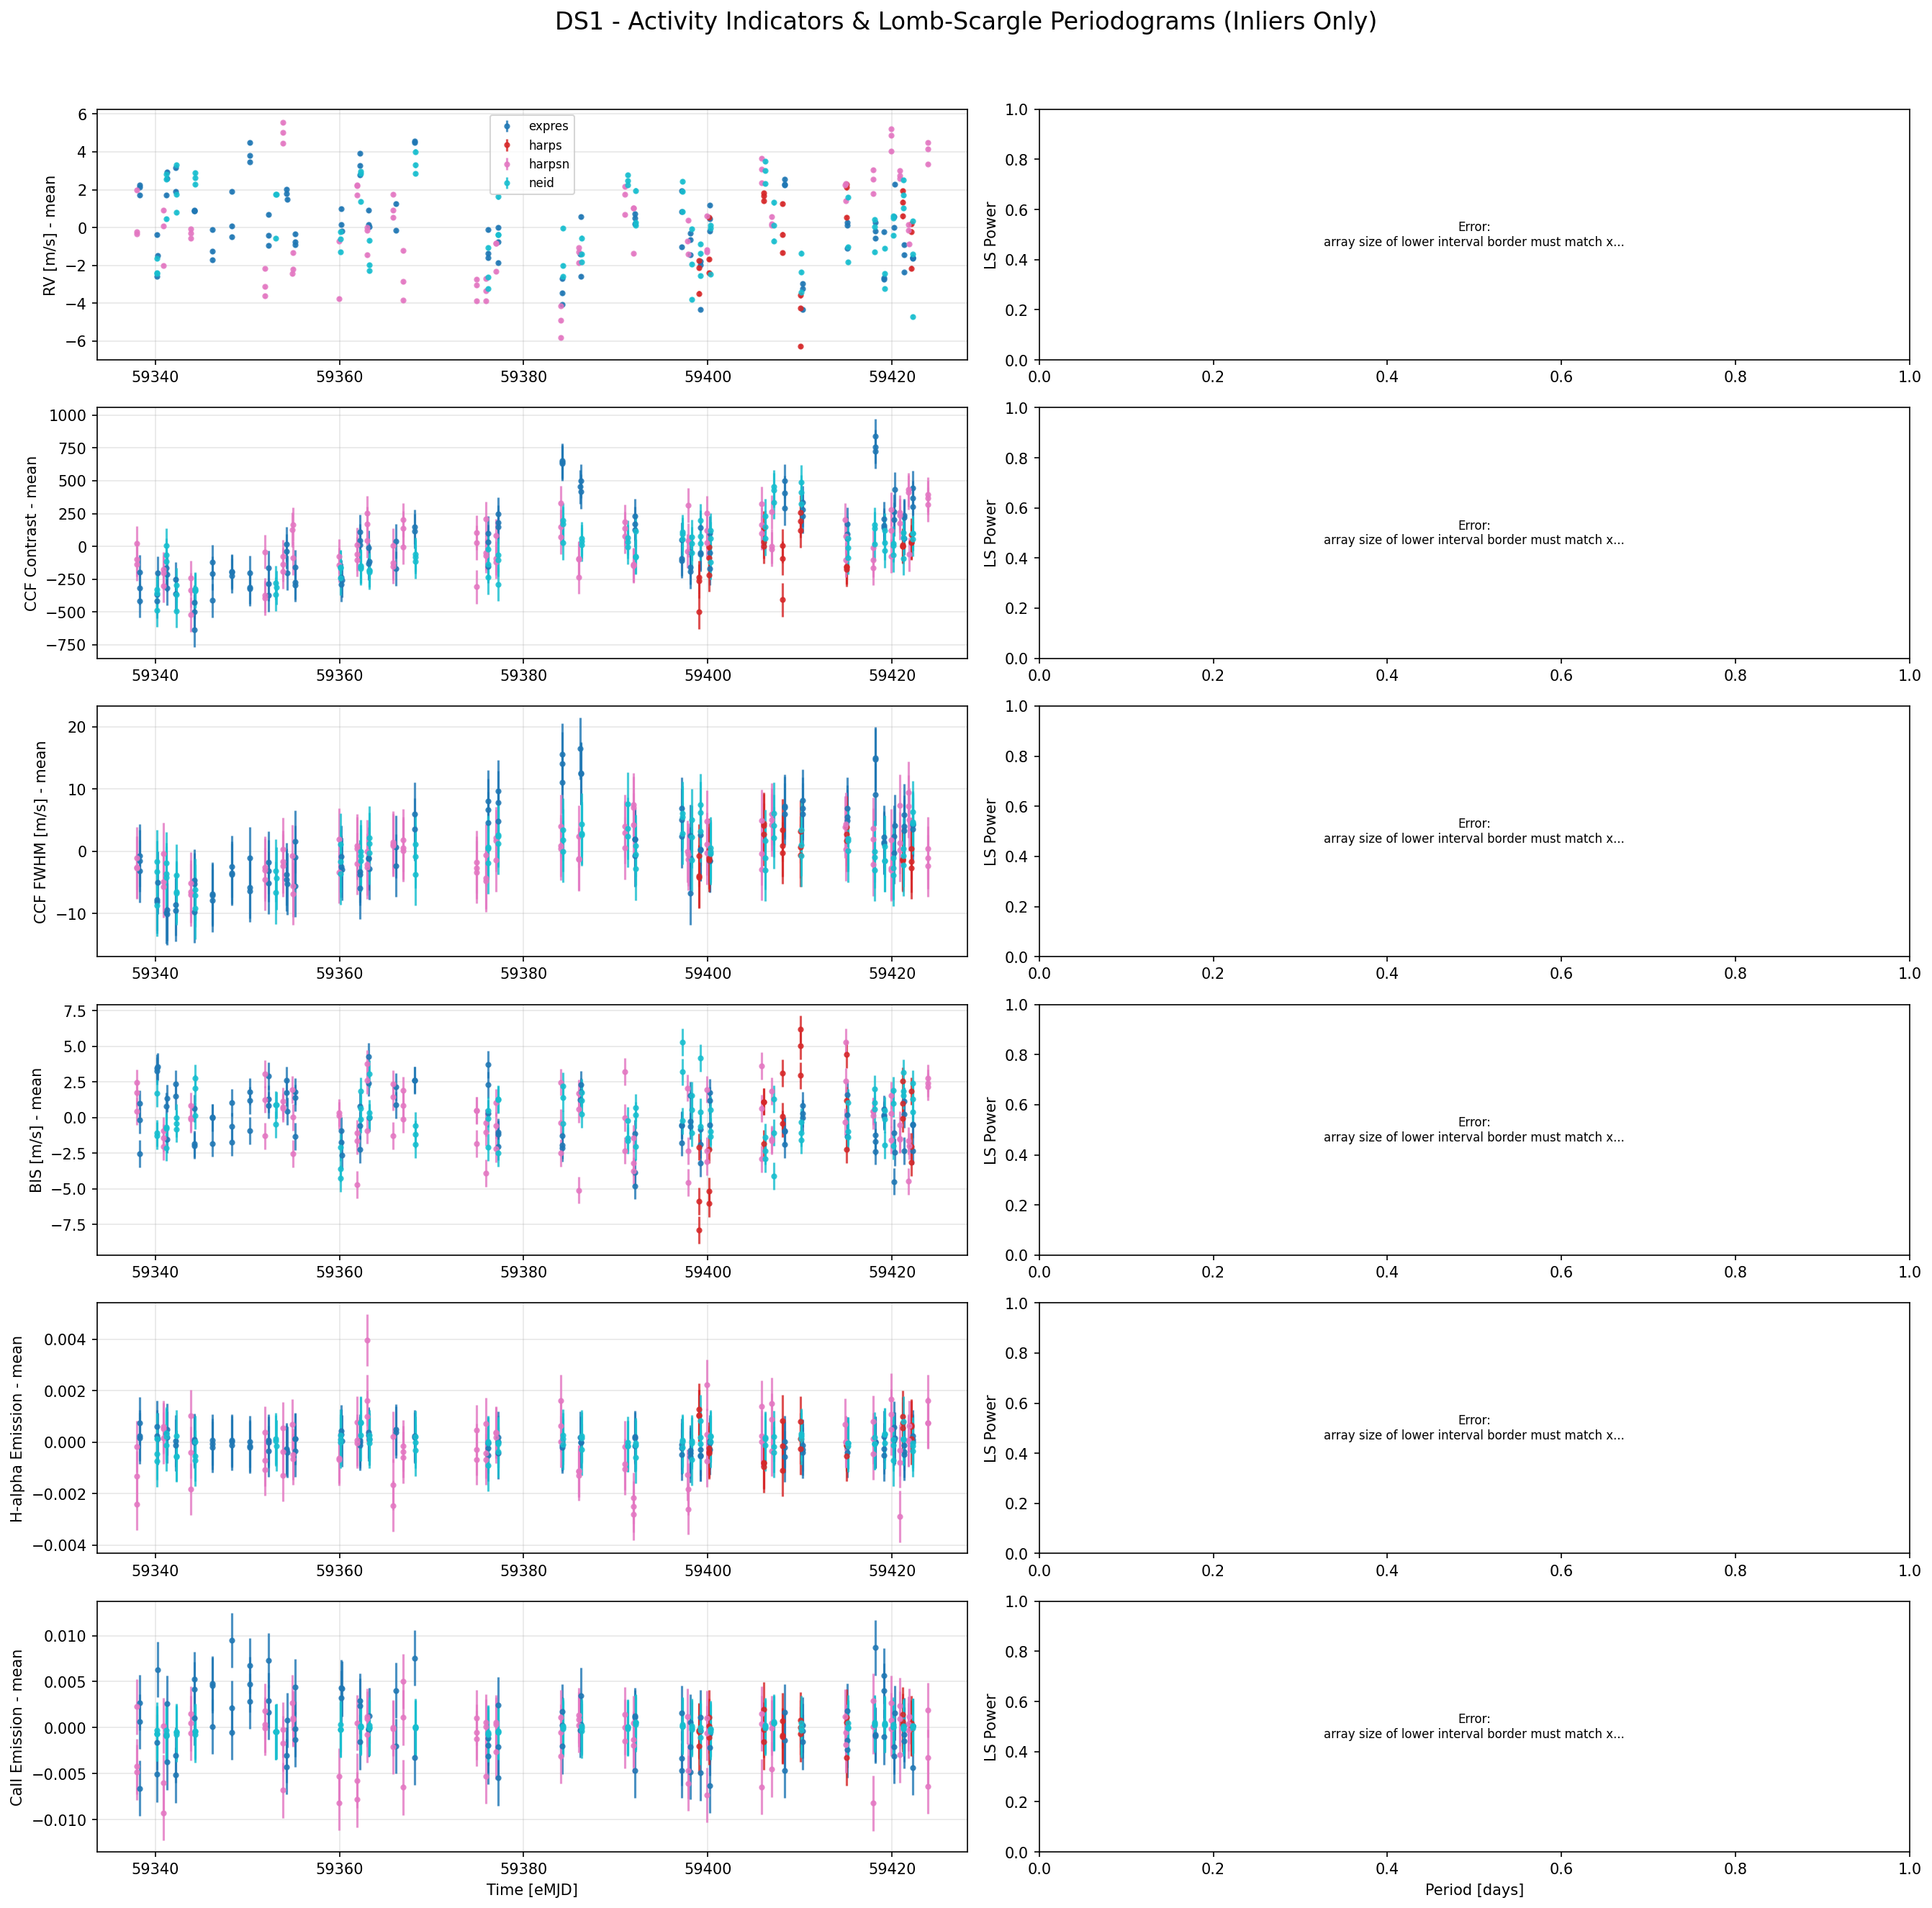 DS1 - Activity Indicators & Lomb-Scargle Periodograms (Inliers Only)
RV [m/s] - mean
6
4
2
0
−2
−4
−6
expres
harps
harpsn
neid
59340 59360 59380 59400 59420
LS Power
1.0
0.8
0.6
0.4
0.2
0.0
Error:
array size of lower interval border must match x...
0.0 0.2 0.4 0.6 0.8 1.0
CCF Contrast - mean
1000
750
500
250
0
−250
−500
−750
59340 59360 59380 59400 59420
LS Power
1.0
0.8
0.6
0.4
0.2
0.0
Error:
array size of lower interval border must match x...
0.0 0.2 0.4 0.6 0.8 1.0
CCF FWHM [m/s] - mean
20
10
0
−10
59340 59360 59380 59400 59420
LS Power
1.0
0.8
0.6
0.4
0.2
0.0
Error:
array size of lower interval border must match x...
0.0 0.2 0.4 0.6 0.8 1.0
BIS [m/s] - mean
7.5
5.0
2.5
0.0
−2.5
−5.0
−7.5
59340 59360 59380 59400 59420
LS Power
1.0
0.8
0.6
0.4
0.2
0.0
Error:
array size of lower interval border must match x...
0.0 0.2 0.4 0.6 0.8 1.0
H-alpha Emission - mean
0.004
0.002
0.000
−0.002
−0.004
59340 59360 59380 59400 59420
LS Power
1.0
0.8
0.6
0.4
0.2
0.0
Error:
array size of lower interval border must match x...
0.0 0.2 0.4 0.6 0.8 1.0
CaII Emission - mean
0.010
0.005
0.000
−0.005
−0.010
59340 59360 59380 59400 59420
Time [eMJD]
LS Power
1.0
0.8
0.6
0.4
0.2
0.0
Error:
array size of lower interval border must match x...
0.0 0.2 0.4 0.6 0.8 1.0
Period [days]